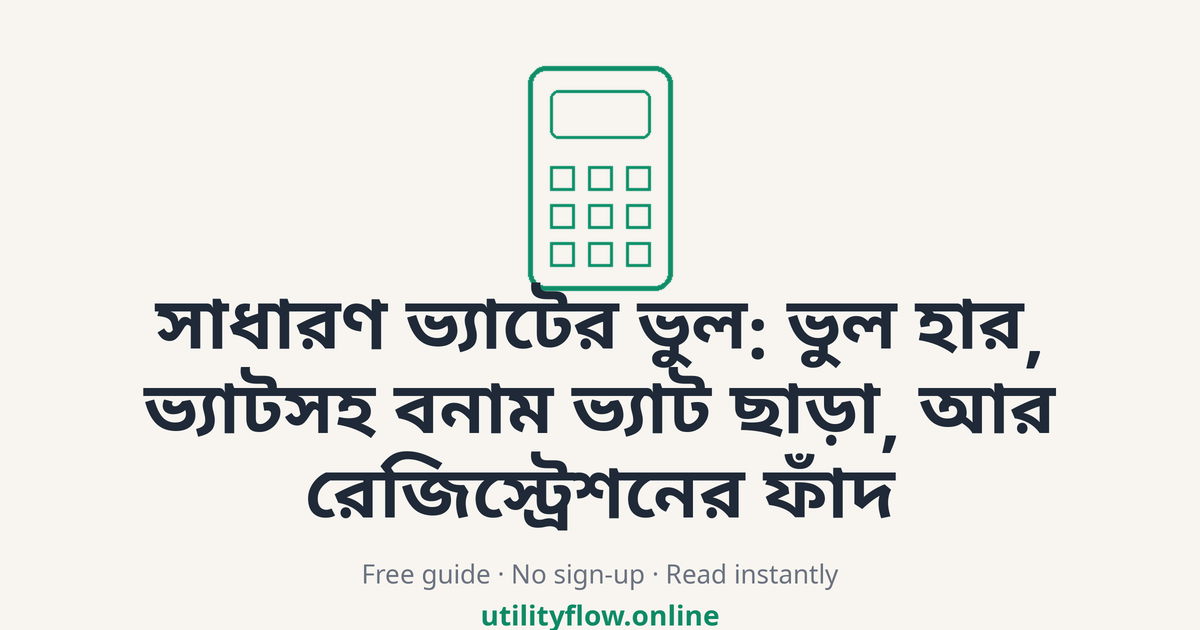 সাধারণ ভ্যাটের ভুল: ভুল হার,
ভ্যাটসহ বনাম ভ্যাট ছাড়া, আর
রেজিস্ট্রেশনের ফাঁদ
Free guide · No sign-up · Read instantly
utilityflow.online